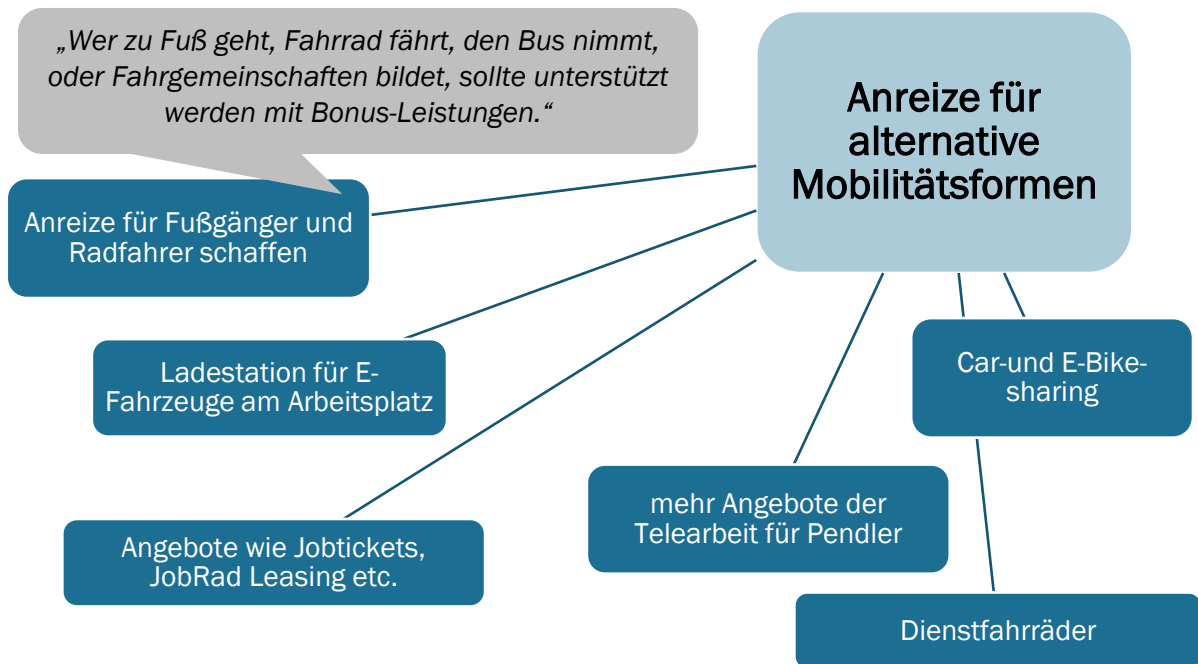 „Wer zu Fuß geht, Fahrrad fährt, den Bus nimmt,
oder Fahrgemeinschaften bildet, sollte unterstützt
werden mit Bonus-Leistungen.“
Anreize für
alternative
Mobilitätsformen
Anreize für Fußgänger und
Radfahrer schaffen
Ladestation für E-
Fahrzeuge am Arbeitsplatz
Car-und E-Bike-
sharing
mehr Angebote der
Telearbeit für Pendler
Angebote wie Jobtickets,
JobRad Leasing etc.
Dienstfahrräder